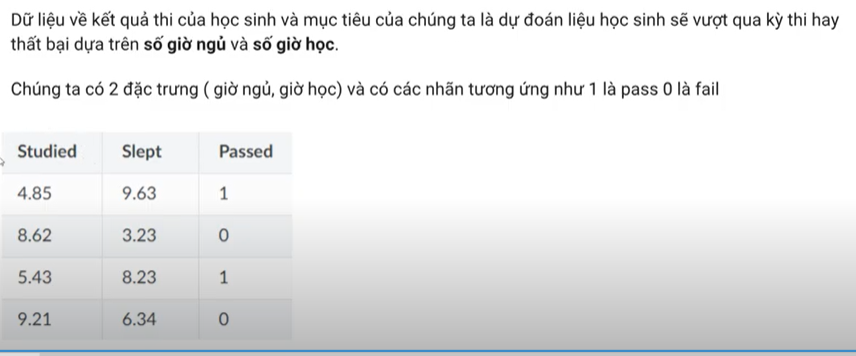 Dữ liệu về kết quả thi của học sinh và mục tiêu của chúng ta là dự đoán liệu học sinh sẽ vượt qua kỳ thi hay
thất bại dựa trên số giờ ngủ và số giờ học.
Chúng ta có 2 đặc trưng ( giờ ngủ, giờ học) và có các nhãn tương ứng như 1 là pass 0 là fail
Studied Slept Passed
4.85 9.63 1
8.62 3.23 0
5.43 8.23 1
9.21 6.34 0